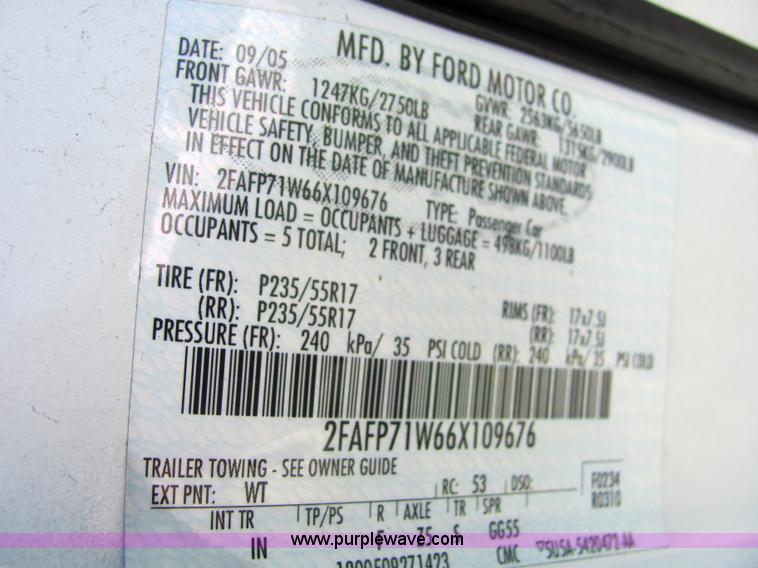 MFD. BY FORD MOTOR CO.
DATE: 09/05 GVWR: 2563KG/5650LB
FRONT GAWR: 1247KG/2750LB REAR GAWR: 1315KG/2900LB
THIS VEHICLE CONFORMS TO ALL APPLICABLE FEDERAL MOTOR
VEHICLE SAFETY, BUMPER, AND THEFT PREVENTION STANDARDS
IN EFFECT ON THE DATE OF MANUFACTURE SHOWN ABOVE.
VIN: 2FAFP71W66X109676 TYPE: Passenger Car
MAXIMUM LOAD = OCCUPANTS + LUGGAGE = 498KG/1100LB
OCCUPANTS = 5 TOTAL; 2 FRONT, 3 REAR
TIRE (FR): P235/55R17 RIMS (FR): 17x7.5J
(RR): P235/55R17 (RR): 17x7.5J
PRESSURE (FR): 240 kPa/ 35 PSI COLD (RR): 240 kPa/ 35 PSI COLD
2FAFP71W66X109676
TRAILER TOWING - SEE OWNER GUIDE
F0234
EXT PNT: WT RC: 53 DSO: R0310
INT TR TP/PS R AXLE TR SPR
IN 35 GG55
CMC
www.purplewave.com